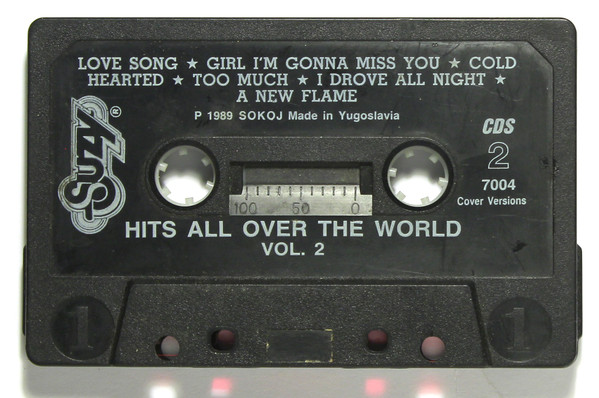 LOVE SONG ★ GIRL I'M GONNA MISS YOU ★ COLD
HEARTED ★ TOO MUCH ★ I DROVE ALL NIGHT ★
A NEW FLAME
P 1989 SOKOJ Made in Yugoslavia
SUZY ®
CDS
2
7004
Cover Versions
100 50 0
HITS ALL OVER THE WORLD
VOL. 2
1 1